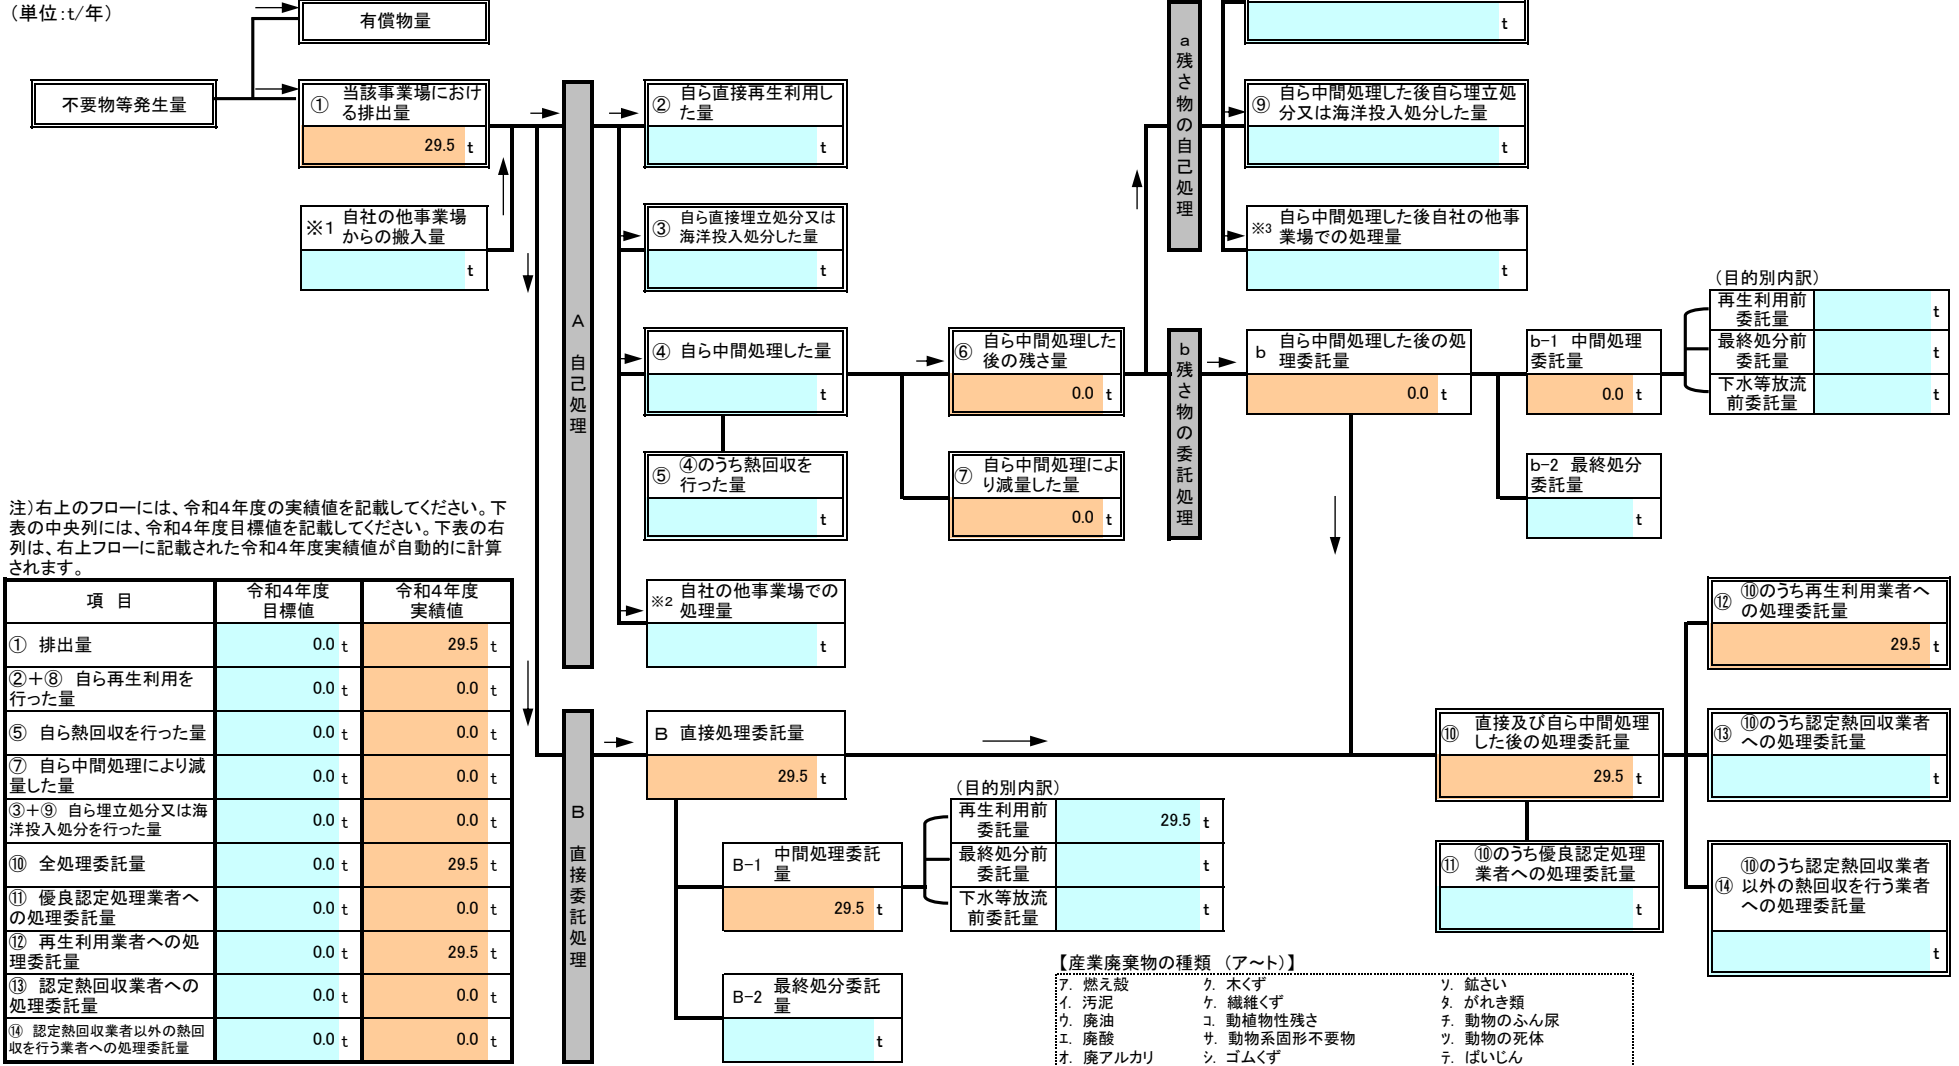 （単位：t/年）
有償物量
不要物等発生量
① 当該事業場におけ
る排出量
29.5 t
※1 自社の他事業場
からの搬入量
t
A 自己処理
② 自ら直接再生利用し
た量
t
③ 自ら直接埋立処分又は
海洋投入処分した量
t
④ 自ら中間処理した量
t
⑤ ④のうち熱回収を
行った量
t
※2 自社の他事業場での
処理量
t
⑥ 自ら中間処理した
後の残さ量
0.0 t
⑦ 自ら中間処理によ
り減量した量
0.0 t
a 残さ物の自己処理
t
⑨ 自ら中間処理した後自ら埋立処
分又は海洋投入処分した量
t
※3 自ら中間処理した後自社の他事
業場での処理量
t
b 残さ物の委託処理
b 自ら中間処理した後の処
理委託量
0.0 t
b-1 中間処理
委託量
0.0 t
b-2 最終処分
委託量
t
（目的別内訳）
再生利用前
委託量
t
最終処分前
委託量
t
下水等放流
前委託量
t
注）右上のフローには、令和4年度の実績値を記載してください。下
表の中央列には、令和4年度目標値を記載してください。下表の右
列は、右上フローに記載された令和4年度実績値が自動的に計算
されます。
項 目 令和4年度 目標値 令和4年度 実績値
① 排出量 0.0 t 29.5 t
②＋⑧ 自ら再生利用を
行った量 0.0 t 0.0 t
⑤ 自ら熱回収を行った量 0.0 t 0.0 t
⑦ 自ら中間処理により減
量した量 0.0 t 0.0 t
③＋⑨ 自ら埋立処分又は海
洋投入処分を行った量 0.0 t 0.0 t
⑩ 全処理委託量 0.0 t 29.5 t
⑪ 優良認定処理業者へ
の処理委託量 0.0 t 0.0 t
⑫ 再生利用業者への処
理委託量 0.0 t 29.5 t
⑬ 認定熱回収業者への
処理委託量 0.0 t 0.0 t
⑭ 認定熱回収業者以外の熱回
収を行う業者への処理委託量 0.0 t 0.0 t
B 直接委託処理
B 直接処理委託量
29.5 t
B-1 中間処理委託
量
29.5 t
B-2 最終処分委託
量
t
（目的別内訳）
再生利用前
委託量
29.5 t
最終処分前
委託量
t
下水等放流
前委託量
t
⑩ 直接及び自ら中間処理
した後の処理委託量
29.5 t
⑪ ⑩のうち優良認定処理
業者への処理委託量
t
⑫ ⑩のうち再生利用業者へ
の処理委託量
29.5 t
⑬ ⑩のうち認定熱回収業者
への処理委託量
t
⑭ ⑩のうち認定熱回収業者
以外の熱回収を行う業者
への処理委託量
t
【産業廃棄物の種類 （ア～ト）】
ｱ. 燃え殻 ｸ. 木くず ｿ. 鉱さい
ｲ. 汚泥 ｹ. 繊維くず ﾀ. がれき類
ｳ. 廃油 ｺ. 動植物性残さ ﾁ. 動物のふん尿
ｴ. 廃酸 ｻ. 動物系固形不要物 ﾂ. 動物の死体
ｵ. 廃アルカリ ｼ. ゴムくず ﾃ. ばいじん